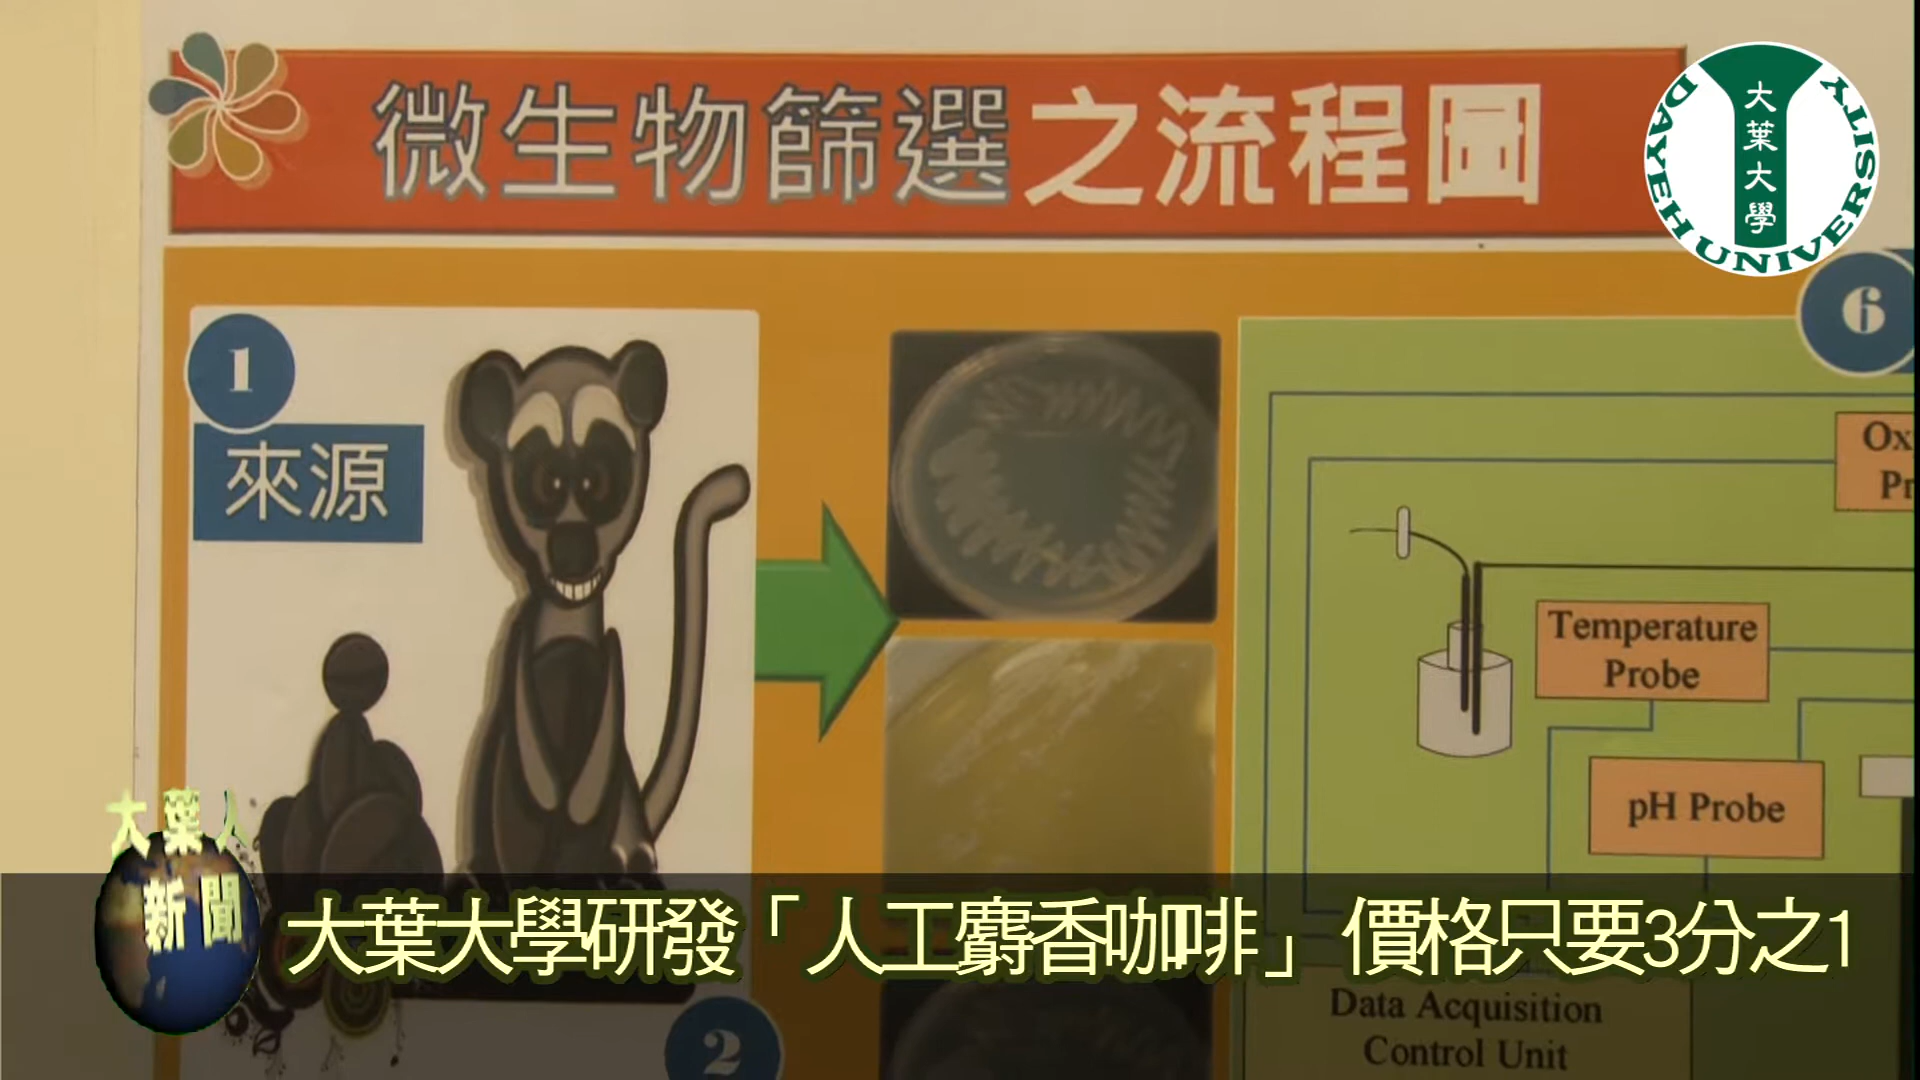 微生物篩選之流程圖
大葉大學
DAYEH UNIVERSITY
1
來源
6
Temperature
Probe
pH Probe
大葉人
新聞
大葉大學研發「人工麝香咖啡」價格只要3分之1
Data Acquisition
Control Unit
2